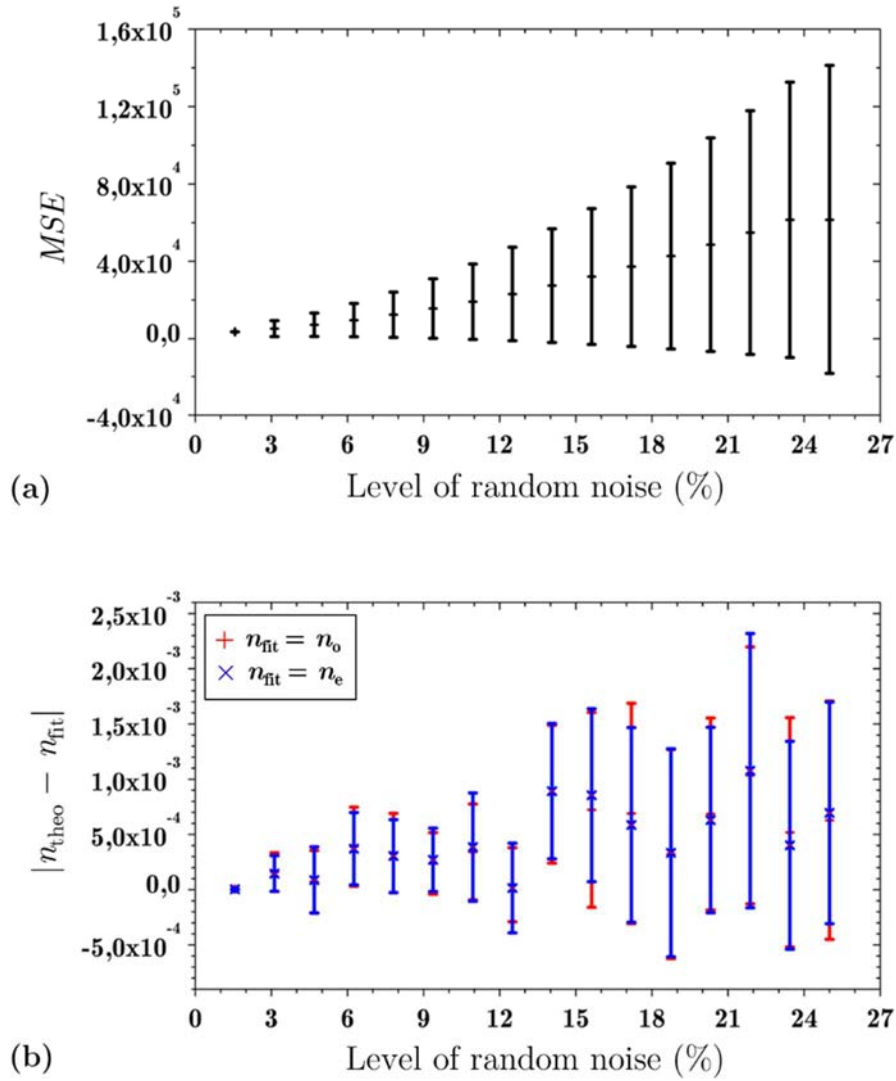 1,6x10^5
1,2x10^5
8,0x10^4
4,0x10^4
0,0
-4,0x10^4
MSE
0 3 6 9 12 15 18 21 24 27
(a) Level of random noise (%)
2,5x10^-3
2,0x10^-3
1,5x10^-3
1,0x10^-3
5,0x10^-4
0,0
-5,0x10^-4
|n_theo − n_fit|
+ n_fit = n_o
× n_fit = n_e
0 3 6 9 12 15 18 21 24 27
(b) Level of random noise (%)